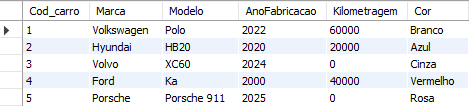 Cod_carro Marca Modelo AnoFabricacao Kilometragem Cor
1 Volkswagen Polo 2022 60000 Branco
2 Hyundai HB20 2020 20000 Azul
3 Volvo XC60 2024 0 Cinza
4 Ford Ka 2000 40000 Vermelho
5 Porsche Porsche 911 2025 0 Rosa